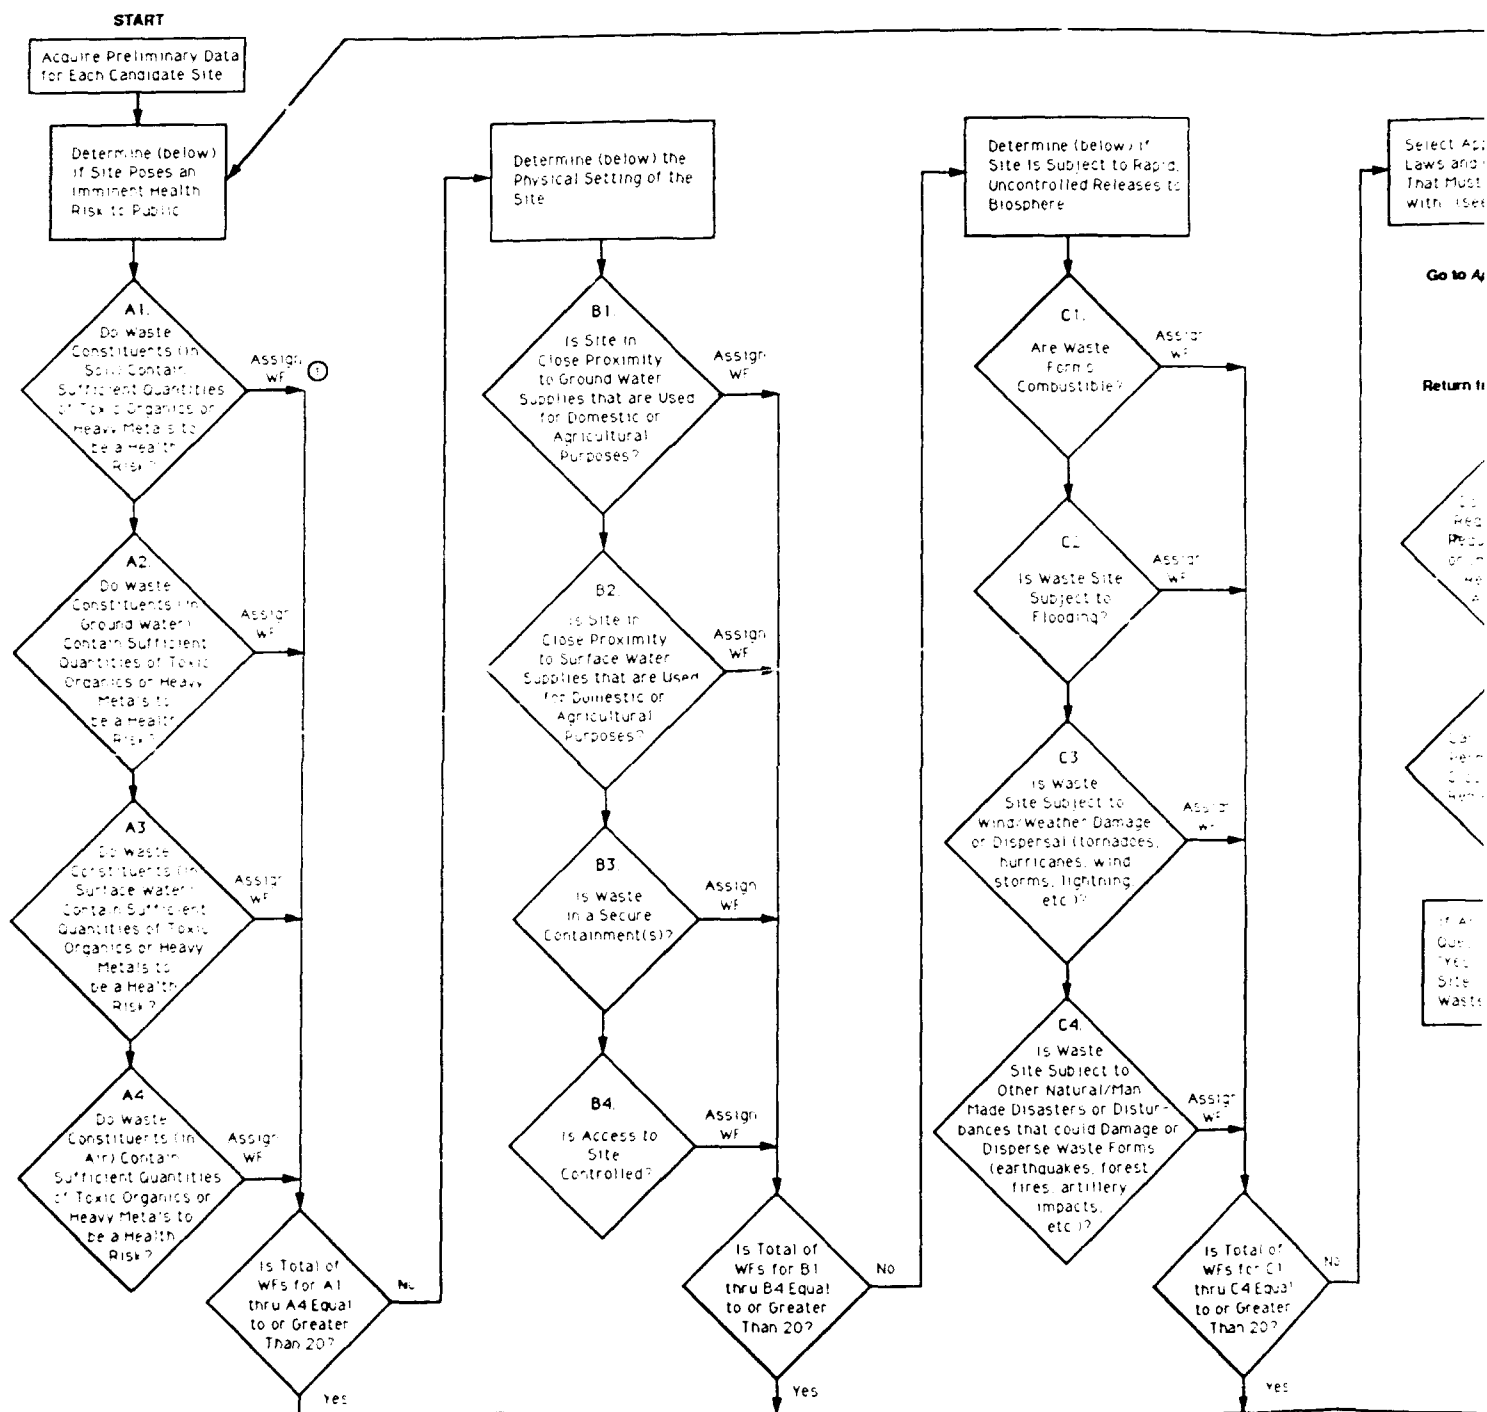 START
Acquire Preliminary Data
for Each Candidate Site
Determine (below)
if Site Poses an
Imminent Health
Risk to Public
A1.
Do Waste
Constituents (in
Soil) Contain
Sufficient Quantities
of Toxic Organics or
Heavy Metals to
be a Health
Risk?
Assign
WF
1
A2.
Do Waste
Constituents (in
Ground Water)
Contain Sufficient
Quantities of Toxic
Organics or Heavy
Metals to
be a Health
Risk?
Assign
WF
A3
Do Waste
Constituents (in
Surface Water)
Contain Sufficient
Quantities of Toxic
Organics or Heavy
Metals to
be a Health
Risk?
Assign
WF
A4
Do Waste
Constituents (in
Air) Contain
Sufficient Quantities
of Toxic Organics or
Heavy Metals to
be a Health
Risk?
Assign
WF
Is Total of
WFs for A1
thru A4 Equal
to or Greater
Than 20?
No
Yes
Determine (below) the
Physical Setting of the
Site
B1.
Is Site in
Close Proximity
to Ground Water
Supplies that are Used
for Domestic or
Agricultural
Purposes?
Assign
WF
B2.
Is Site in
Close Proximity
to Surface Water
Supplies that are Used
for Domestic or
Agricultural
Purposes?
Assign
WF
B3.
Is Waste
in a Secure
Containment(s)?
Assign
WF
B4.
Is Access to
Site
Controlled?
Assign
WF
Is Total of
WFs for B1
thru B4 Equal
to or Greater
Than 20?
No
Yes
Determine (below) if
Site Is Subject to Rapid,
Uncontrolled Releases to
Biosphere
C1.
Are Waste
Forms
Combustible?
Assign
WF
C2
Is Waste Site
Subject to
Flooding?
Assign
WF
C3
Is Waste
Site Subject to
Wind/Weather Damage
or Dispersal (tornadoes,
hurricanes, wind
storms, lightning,
etc.)?
Assign
WF
C4.
Is Waste
Site Subject to
Other Natural/Man
Made Disasters or Distur-
bances that could Damage or
Disperse Waste Forms
(earthquakes, forest
fires, artillery
impacts,
etc.)?
Assign
WF
Is Total of
WFs for C1
thru C4 Equal
to or Greater
Than 20?
No
Yes
Select
Laws and
That Must
With (see
Go to
Return
Site
Waste